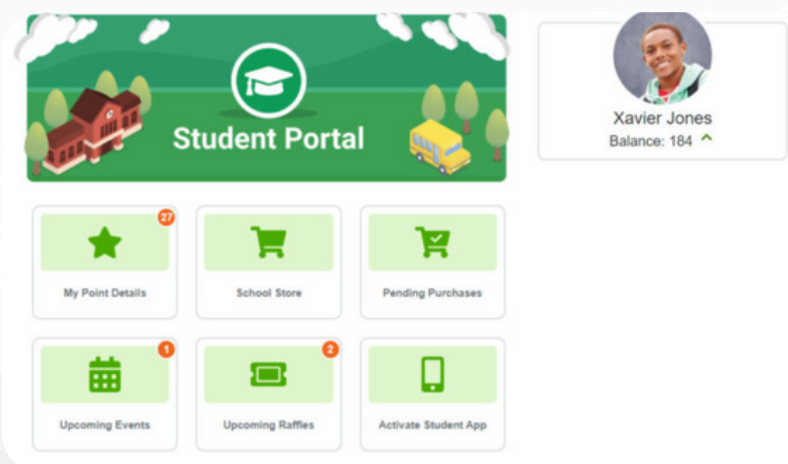 Student Portal
Xavier Jones
Balance: 184
27
My Point Details
School Store
Pending Purchases
1
2
Upcoming Events
Upcoming Raffles
Activate Student App